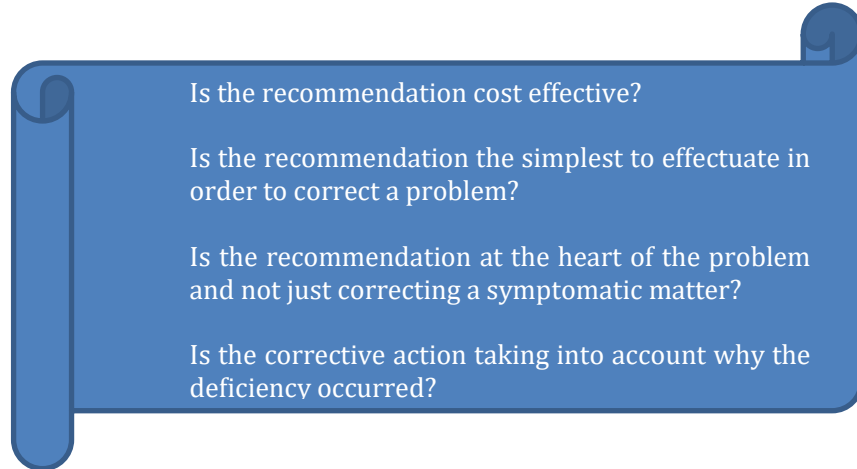 Is the recommendation cost effective?
Is the recommendation the simplest to effectuate in
order to correct a problem?
Is the recommendation at the heart of the problem
and not just correcting a symptomatic matter?
Is the corrective action taking into account why the
deficiency occurred?